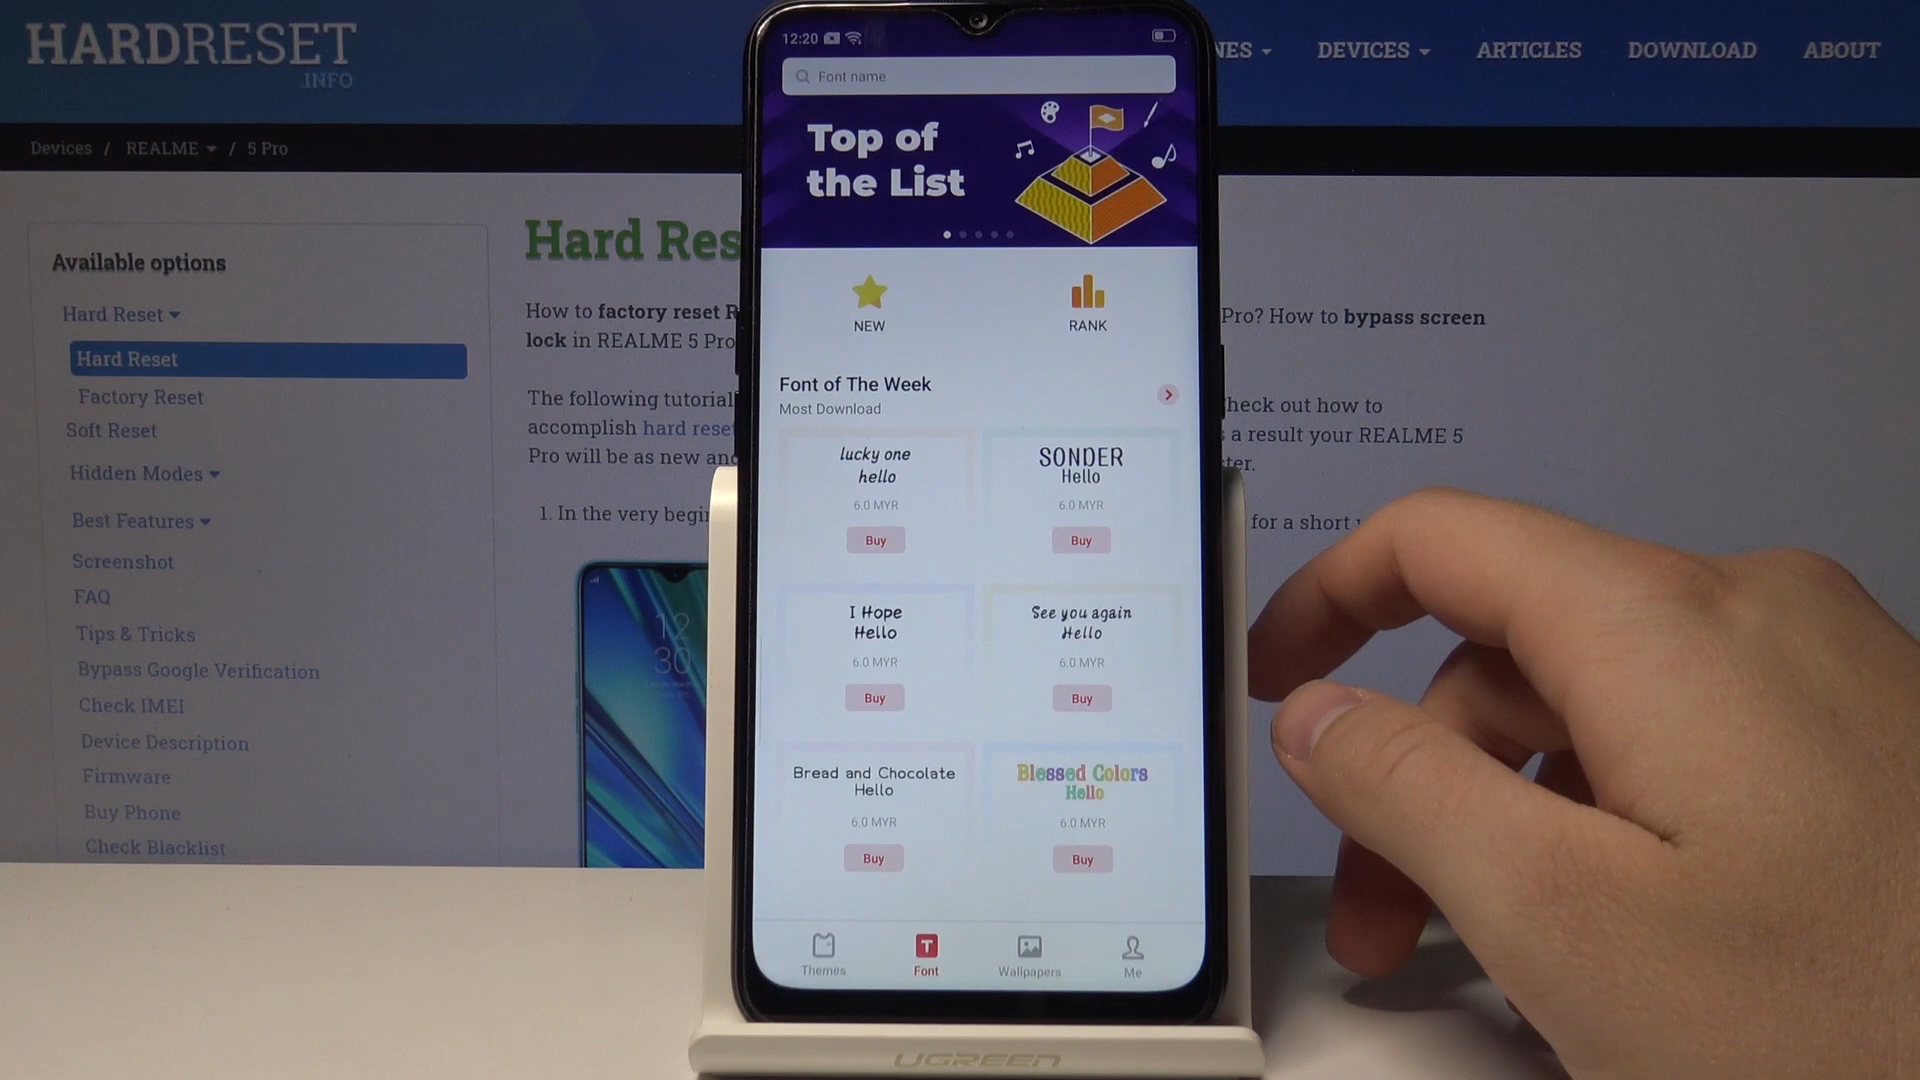 HARDRESET
.INFO
NES
DEVICES
ARTICLES
DOWNLOAD
ABOUT
Devices / REALME / 5 Pro
Available options
Hard Reset
Hard Reset
Factory Reset
Soft Reset
Hidden Modes
Best Features
Screenshot
FAQ
Tips & Tricks
Bypass Google Verification
Check IMEI
Device Description
Firmware
Buy Phone
Check Blacklist
Hard Res
How to factory reset R
lock in REALME 5 Pro
The following tutorial
accomplish hard rese
Pro will be as new and
1. In the very begi
12
30
12:20
Font name
Top of
the List
NEW
RANK
Font of The Week
Most Download
lucky one
hello
6.0 MYR
Buy
SONDER
Hello
6.0 MYR
Buy
I Hope
Hello
6.0 MYR
Buy
See you again
Hello
6.0 MYR
Buy
Bread and Chocolate
Hello
6.0 MYR
Buy
Blessed Colors
Hello
6.0 MYR
Buy
Themes
Font
Wallpapers
Me
Pro? How to bypass screen
heck out how to
a result your REALME 5
ter.
for a short
UGREEN